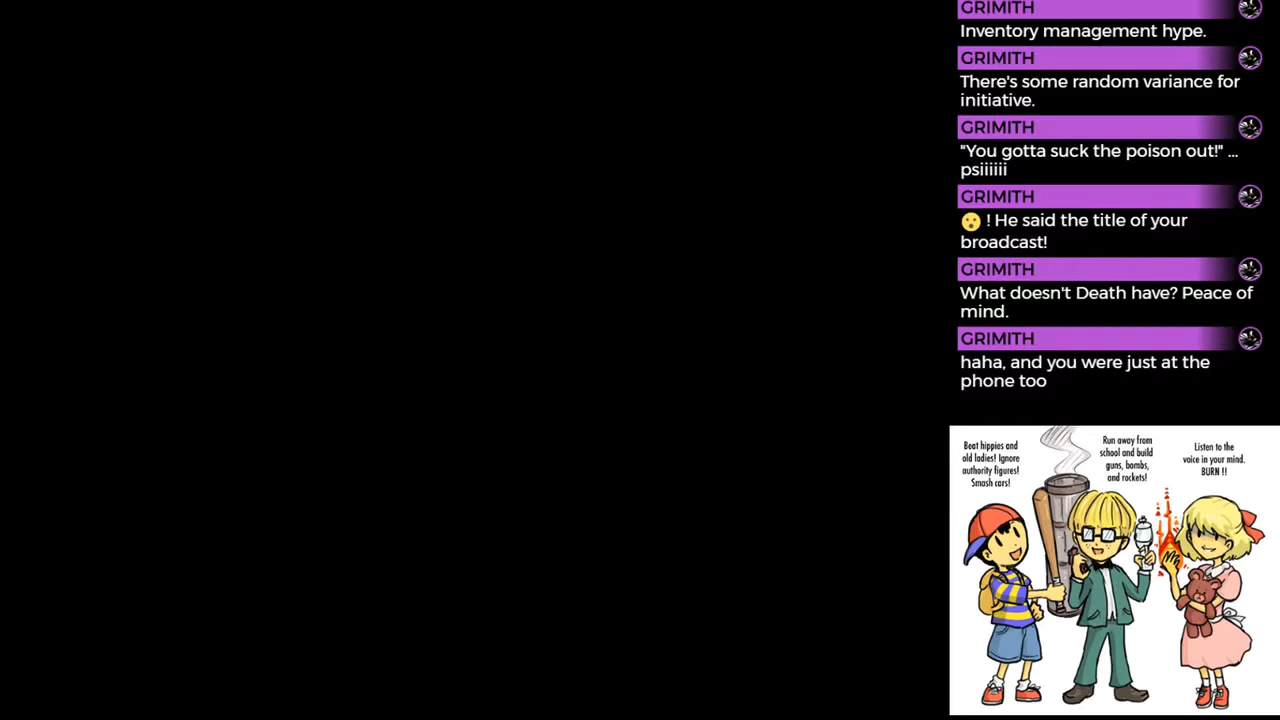 GRIMITH
Inventory management hype.
GRIMITH
There's some random variance for
initiative.
GRIMITH
"You gotta suck the poison out!" ...
psiiiiii
GRIMITH
😮 ! He said the title of your
broadcast!
GRIMITH
What doesn't Death have? Peace of
mind.
GRIMITH
haha, and you were just at the
phone too
Beat hippies and
old ladies! Ignore
authority figures!
Smash cars!
Run away from
school and build
guns, bombs,
and rockets!
Listen to the
voice in your mind.
BURN !!